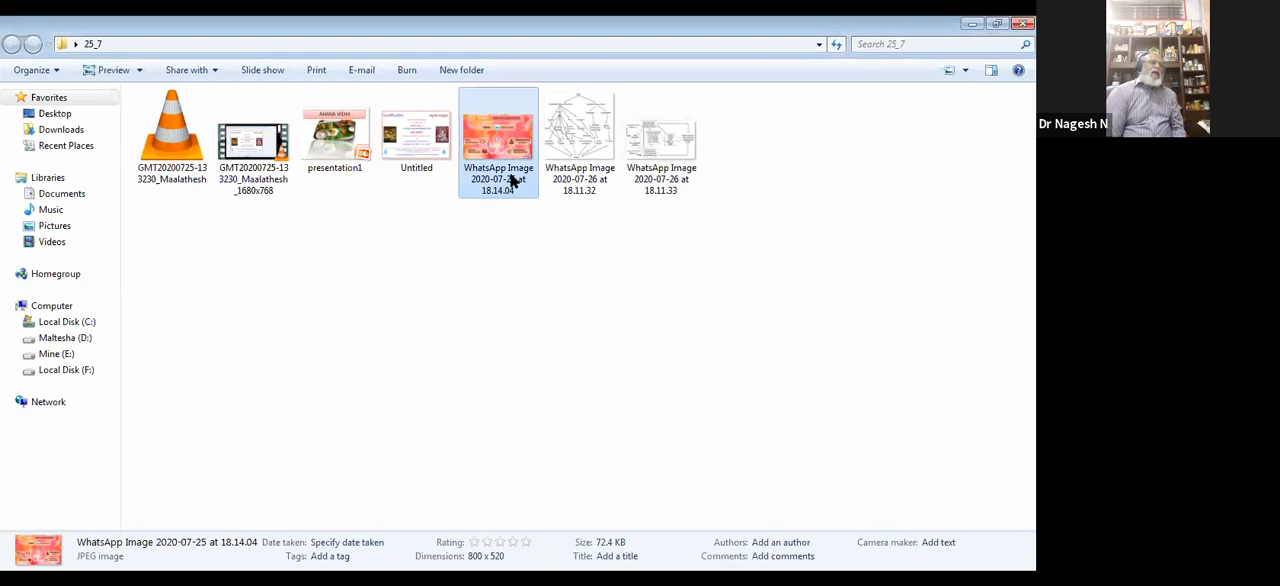 25_7
Search 25_7
Organize
Preview
Share with
Slide show
Print
E-mail
Burn
New folder
Favorites
Desktop
Downloads
Recent Places
Libraries
Documents
Music
Pictures
Videos
Homegroup
Computer
Local Disk (C:)
Maltesha (D:)
Mine (E:)
Local Disk (F:)
Network
GMT20200725-13
3230_Maalathesh
GMT20200725-13
3230_Maalathesh
_1680x768
AHARA VIDHI
presentation1
Untitled
WhatsApp Image
2020-07-25 at
18.14.04
WhatsApp Image
2020-07-26 at
18.11.32
WhatsApp Image
2020-07-26 at
18.11.33
WhatsApp Image 2020-07-25 at 18.14.04
JPEG image
Date taken: Specify date taken
Tags: Add a tag
Rating:
Dimensions: 800 x 520
Size: 72.4 KB
Title: Add a title
Authors: Add an author
Comments: Add comments
Camera maker: Add text
Dr Nagesh N